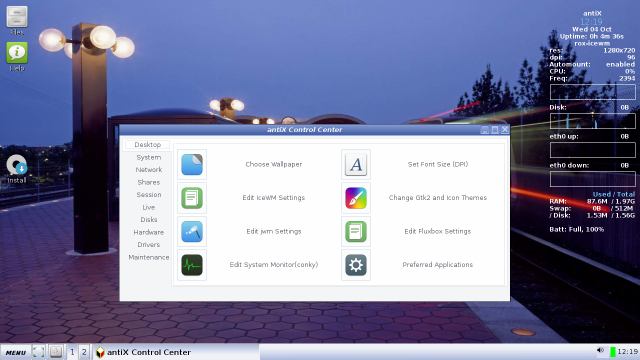 Files
Help
Install
antiX
12:19
Wed 04 Oct
Uptime: 0h 4m 36s
rox-icewm
res: 1280x720
dpi: 96
Automount: enabled
CPU: 0%
Freq: 2394
Disk: 0B
eth0 up: 0B
eth0 down: 0B
Used / Total
RAM: 87.6M / 1.97G
Swap: 0B / 512M
/ Disk: 1.53M / 1.56G
Batt: Full, 100%
antiX Control Center
Desktop
System
Network
Shares
Session
Live
Disks
Hardware
Drivers
Maintenance
Choose Wallpaper
A
Set Font Size (DPI)
Edit IceWM Settings
Change Gtk2 and Icon Themes
Edit jwm Settings
Edit Fluxbox Settings
Edit System Monitor(conky)
Preferred Applications
MENU
1
2
antiX Control Center
12:19